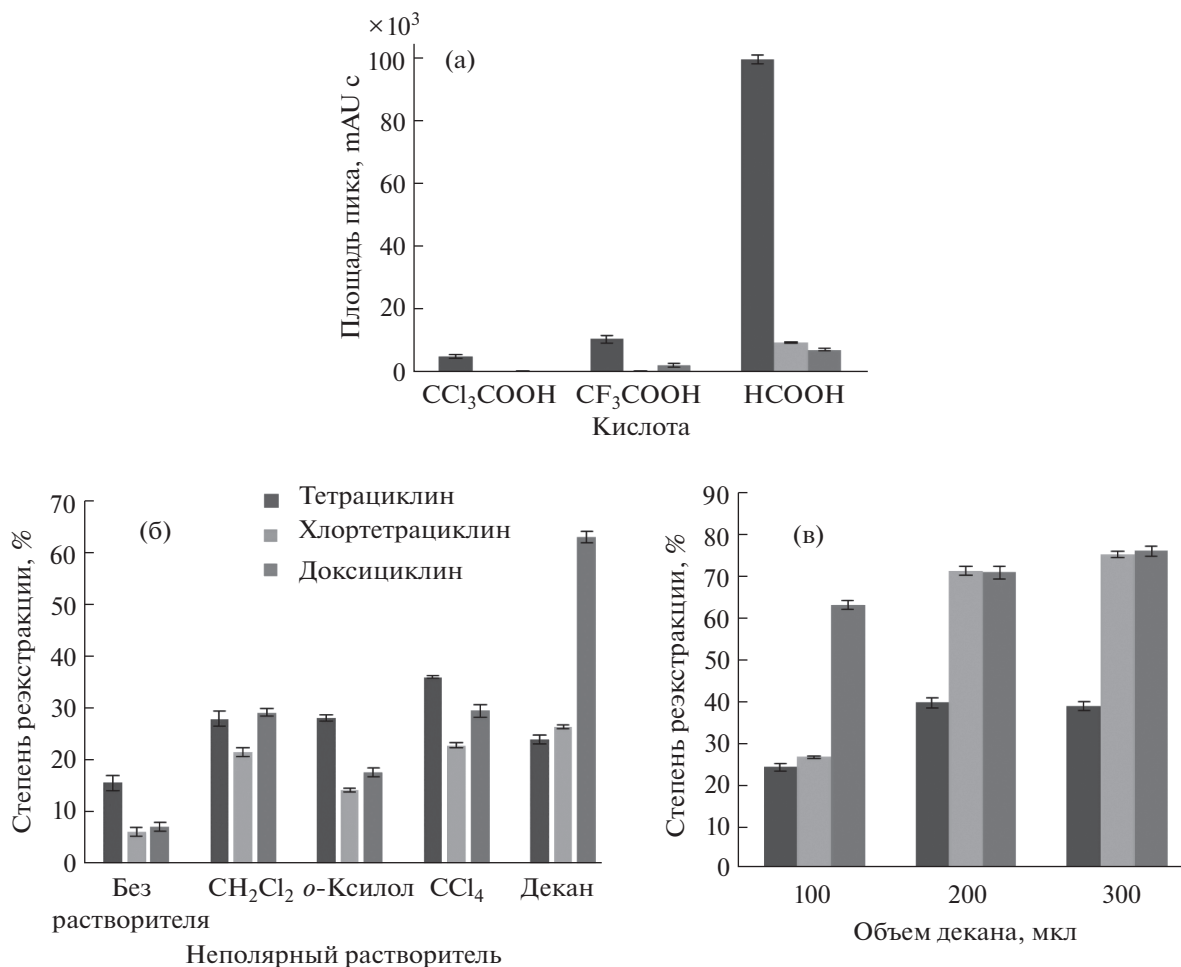 ×10³
(а)
Площадь пика, mAU с
100
80
60
40
20
0
CCl₃COOH CF₃COOH HCOOH
Кислота
Тетрациклин
Хлортетрациклин
Доксициклин
(б)
Степень реэкстракции, %
70
60
50
40
30
20
10
0
Без растворителя CH₂Cl₂ о-Ксилол CCl₄ Декан
Неполярный растворитель
(в)
Степень реэкстракции, %
90
80
70
60
50
40
30
20
10
0
100 200 300
Объем декана, мкл